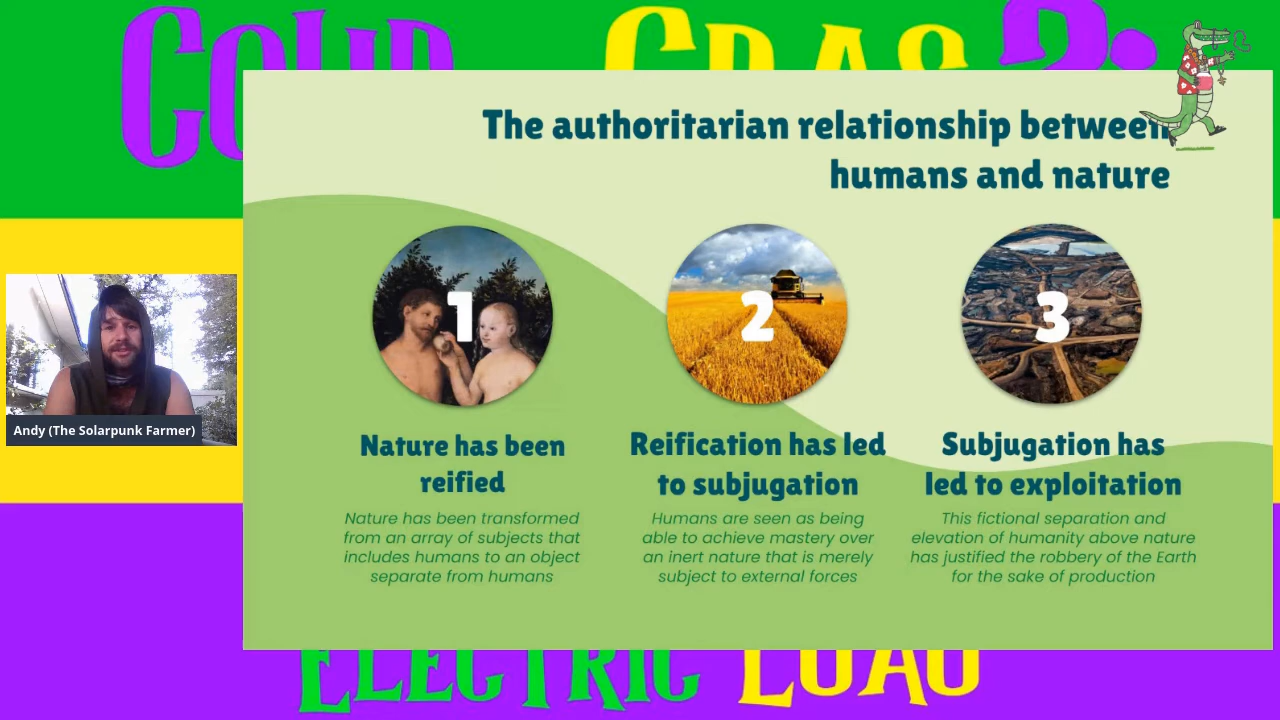 The authoritarian relationship between
humans and nature
1
2
3
Nature has been
reified
Nature has been transformed
from an array of subjects that
includes humans to an object
separate from humans
Reification has led
to subjugation
Humans are seen as being
able to achieve mastery over
an inert nature that is merely
subject to external forces
Subjugation has
led to exploitation
This fictional separation and
elevation of humanity above nature
has justified the robbery of the Earth
for the sake of production
Andy (The Solarpunk Farmer)
ELECTRIC LOAO